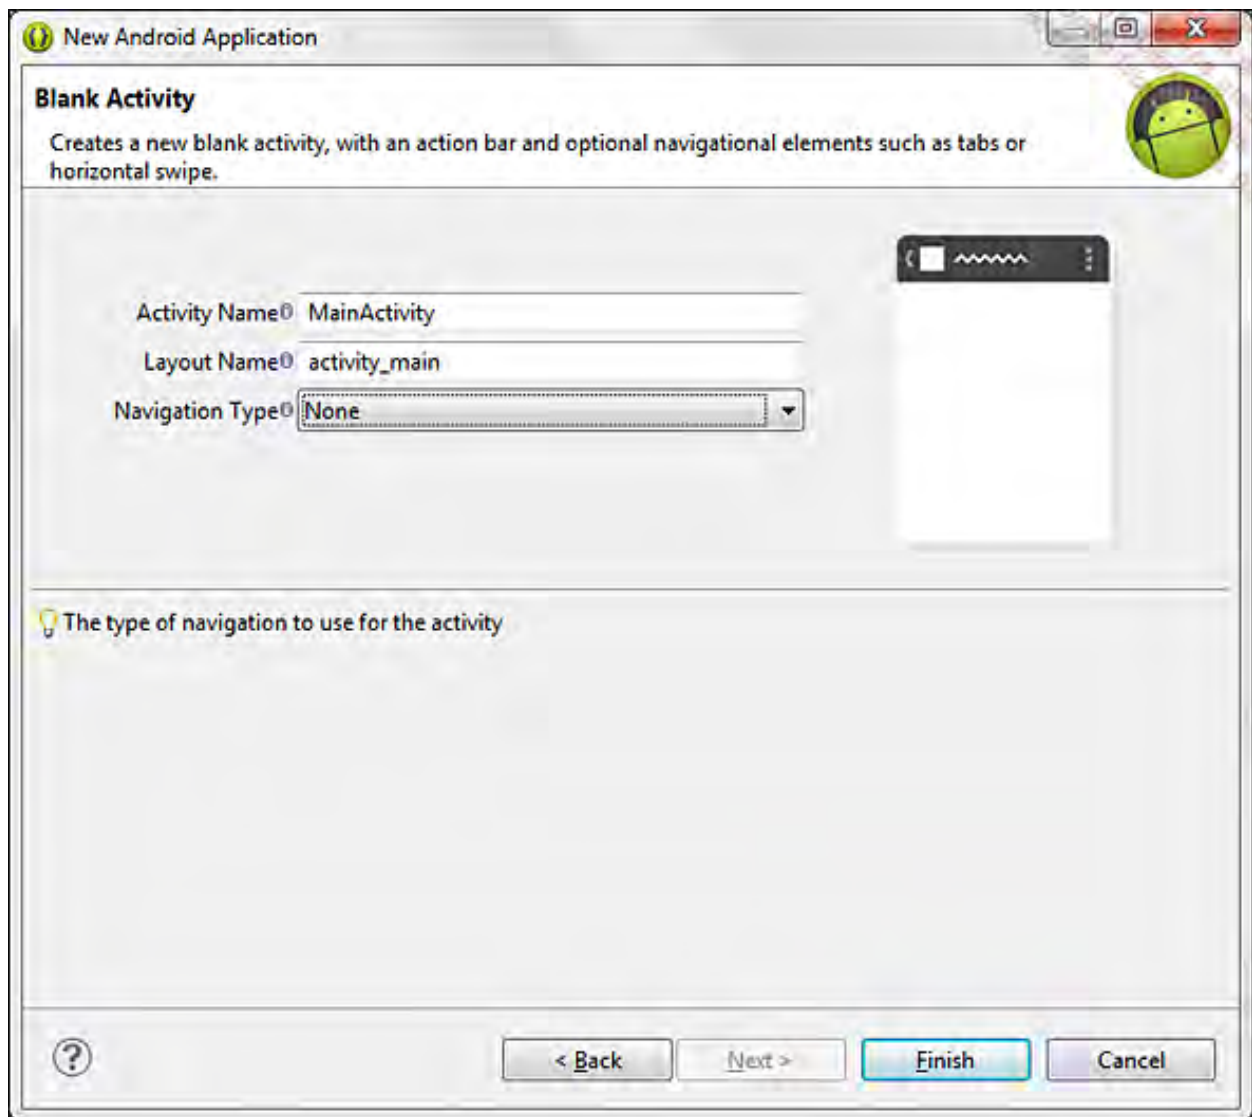 New Android Application
Blank Activity
Creates a new blank activity, with an action bar and optional navigational elements such as tabs or
horizontal swipe.
Activity Name MainActivity
Layout Name activity_main
Navigation Type None
The type of navigation to use for the activity
?
< Back Next > Finish Cancel